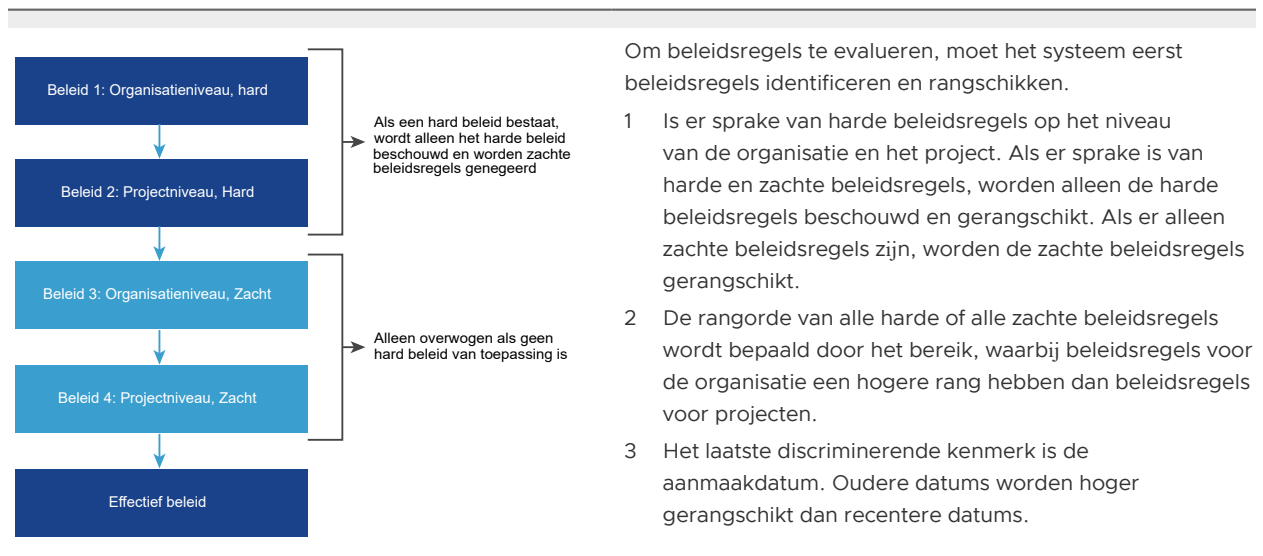 Beleid 1: Organisatieniveau, hard
Beleid 2: Projectniveau, Hard
Als een hard beleid bestaat,
wordt alleen het harde beleid
beschouwd en worden zachte
beleidsregels genegeerd
Beleid 3: Organisatieniveau, Zacht
Beleid 4: Projectniveau, Zacht
Alleen overwogen als geen
hard beleid van toepassing is
Effectief beleid
Om beleidsregels te evalueren, moet het systeem eerst
beleidsregels identificeren en rangschikken.
1 Is er sprake van harde beleidsregels op het niveau
van de organisatie en het project. Als er sprake is van
harde en zachte beleidsregels, worden alleen de harde
beleidsregels beschouwd en gerangschikt. Als er alleen
zachte beleidsregels zijn, worden de zachte beleidsregels
gerangschikt.
2 De rangorde van alle harde of alle zachte beleidsregels
wordt bepaald door het bereik, waarbij beleidsregels voor
de organisatie een hogere rang hebben dan beleidsregels
voor projecten.
3 Het laatste discriminerende kenmerk is de
aanmaakdatum. Oudere datums worden hoger
gerangschikt dan recentere datums.